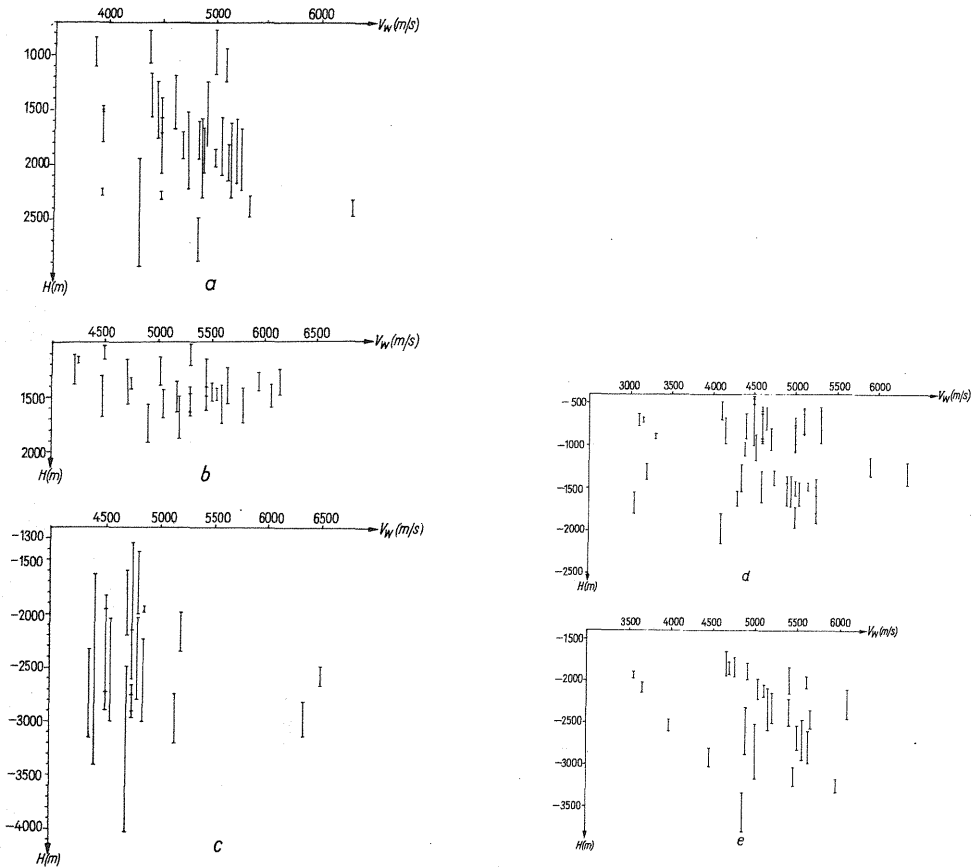 4000 5000 6000 V_W (m/s)
1000
1500
2000
2500
H(m)
a
4500 5000 5500 6000 6500 V_W (m/s)
1500
2000
H(m)
b
4500 5000 5500 6000 6500 V_W (m/s)
-1300
-1500
-2000
-2500
-3000
-3500
-4000
H(m)
c
3000 3500 4000 4500 5000 5500 6000 V_W (m/s)
-500
-1000
-1500
-2000
-2500
H(m)
d
3500 4000 4500 5000 5500 6000 V_W (m/s)
-1500
-2000
-2500
-3000
-3500
H(m)
e